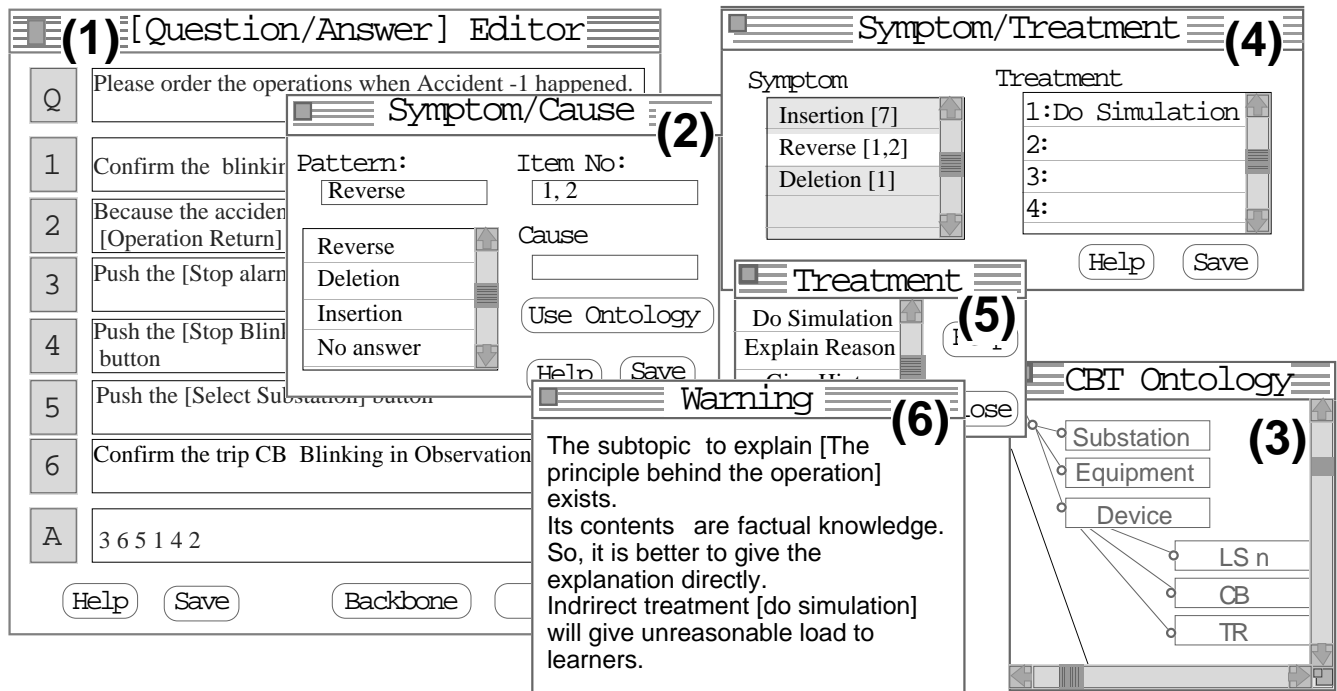 (1) [Question/Answer] Editor
Q
Please order the operations when Accident -1 happened.
1
Confirm the
2
Because the
[Operation Return]
3
Push the [Stop
4
Push the [Stop
button
5
Push the [Select Substation] button
6
Confirm the trip CB Blinking in Observation
A
3 6 5 1 4 2
Help
Save
Backbone
Symptom/Cause
(2)
Pattern:
Reverse
Reverse
Deletion
Insertion
No answer
Item No:
1, 2
Cause
Use Ontology
Help
Save
Symptom/Treatment
(4)
Symptom
Insertion [7]
Reverse [1,2]
Deletion [1]
Treatment
1:Do Simulation
2:
3:
4:
Help
Save
Treatment
(5)
Do Simulation
Explain Reason
Warning
(6)
The subtopic to explain [The
principle behind the operation]
exists.
Its contents are factual knowledge.
So, it is better to give the
explanation directly.
Indrirect treatment [do simulation]
will give unreasonable load to
learners.
CBT Ontology
(3)
Substation
Equipment
Device
LS n
CB
TR